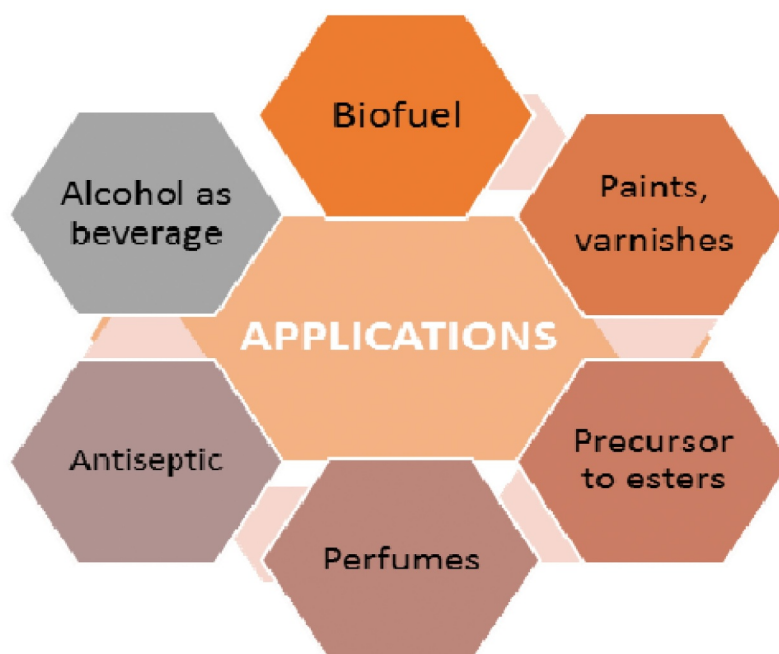 Biofuel
Paints,
varnishes
Precursor
to esters
Perfumes
Antiseptic
Alcohol as
beverage
APPLICATIONS